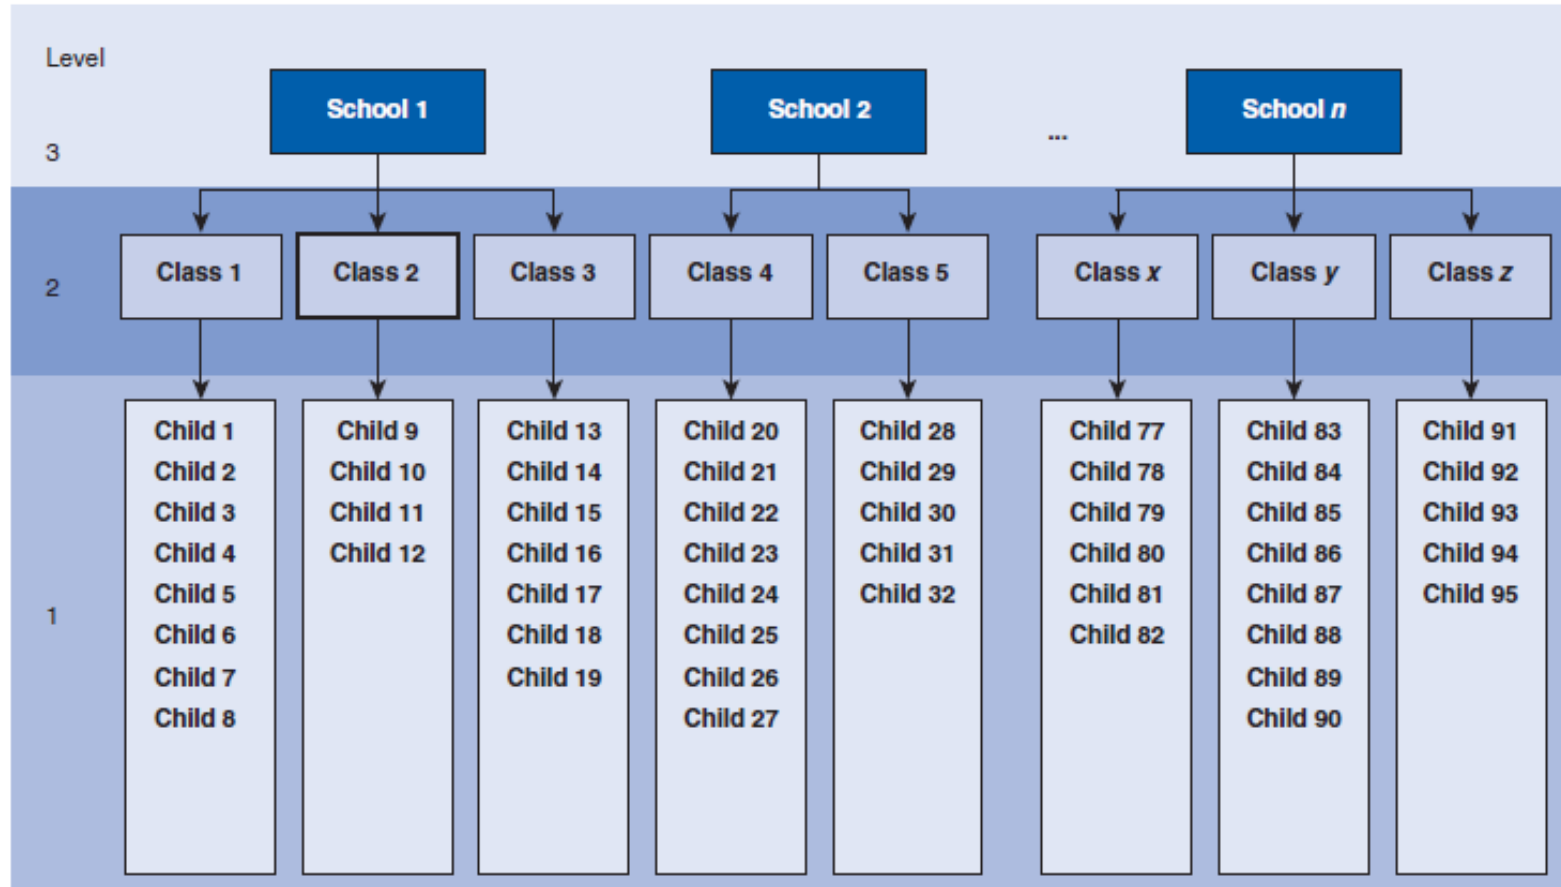 Level
School 1
School 2
...
School n
3
2
Class 1
Class 2
Class 3
Class 4
Class 5
Class x
Class y
Class z
1
Child 1
Child 2
Child 3
Child 4
Child 5
Child 6
Child 7
Child 8
Child 9
Child 10
Child 11
Child 12
Child 13
Child 14
Child 15
Child 16
Child 17
Child 18
Child 19
Child 20
Child 21
Child 22
Child 23
Child 24
Child 25
Child 26
Child 27
Child 28
Child 29
Child 30
Child 31
Child 32
Child 77
Child 78
Child 79
Child 80
Child 81
Child 82
Child 83
Child 84
Child 85
Child 86
Child 87
Child 88
Child 89
Child 90
Child 91
Child 92
Child 93
Child 94
Child 95